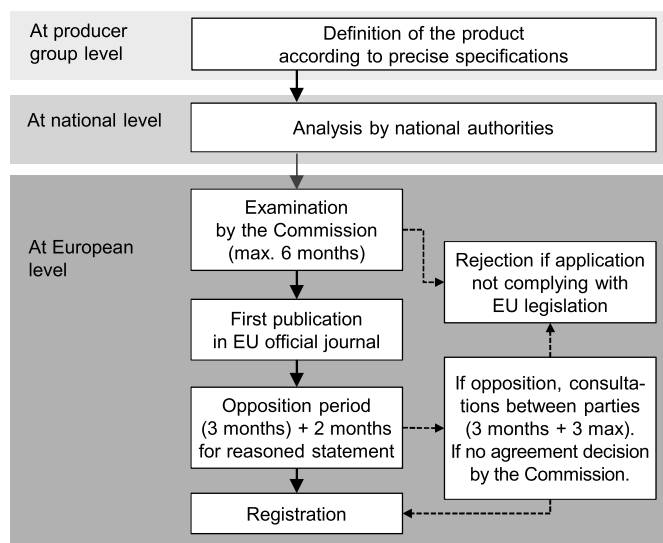 At producer
group level
Definition of the product
according to precise specifications
At national level
Analysis by national authorities
At European
level
Examination
by the Commission
(max. 6 months)
Rejection if application
not complying with
EU legislation
First publication
in EU official journal
Opposition period
(3 months) + 2 months
for reasoned statement
If opposition, consulta-
tions between parties
(3 months + 3 max).
If no agreement decision
by the Commission.
Registration